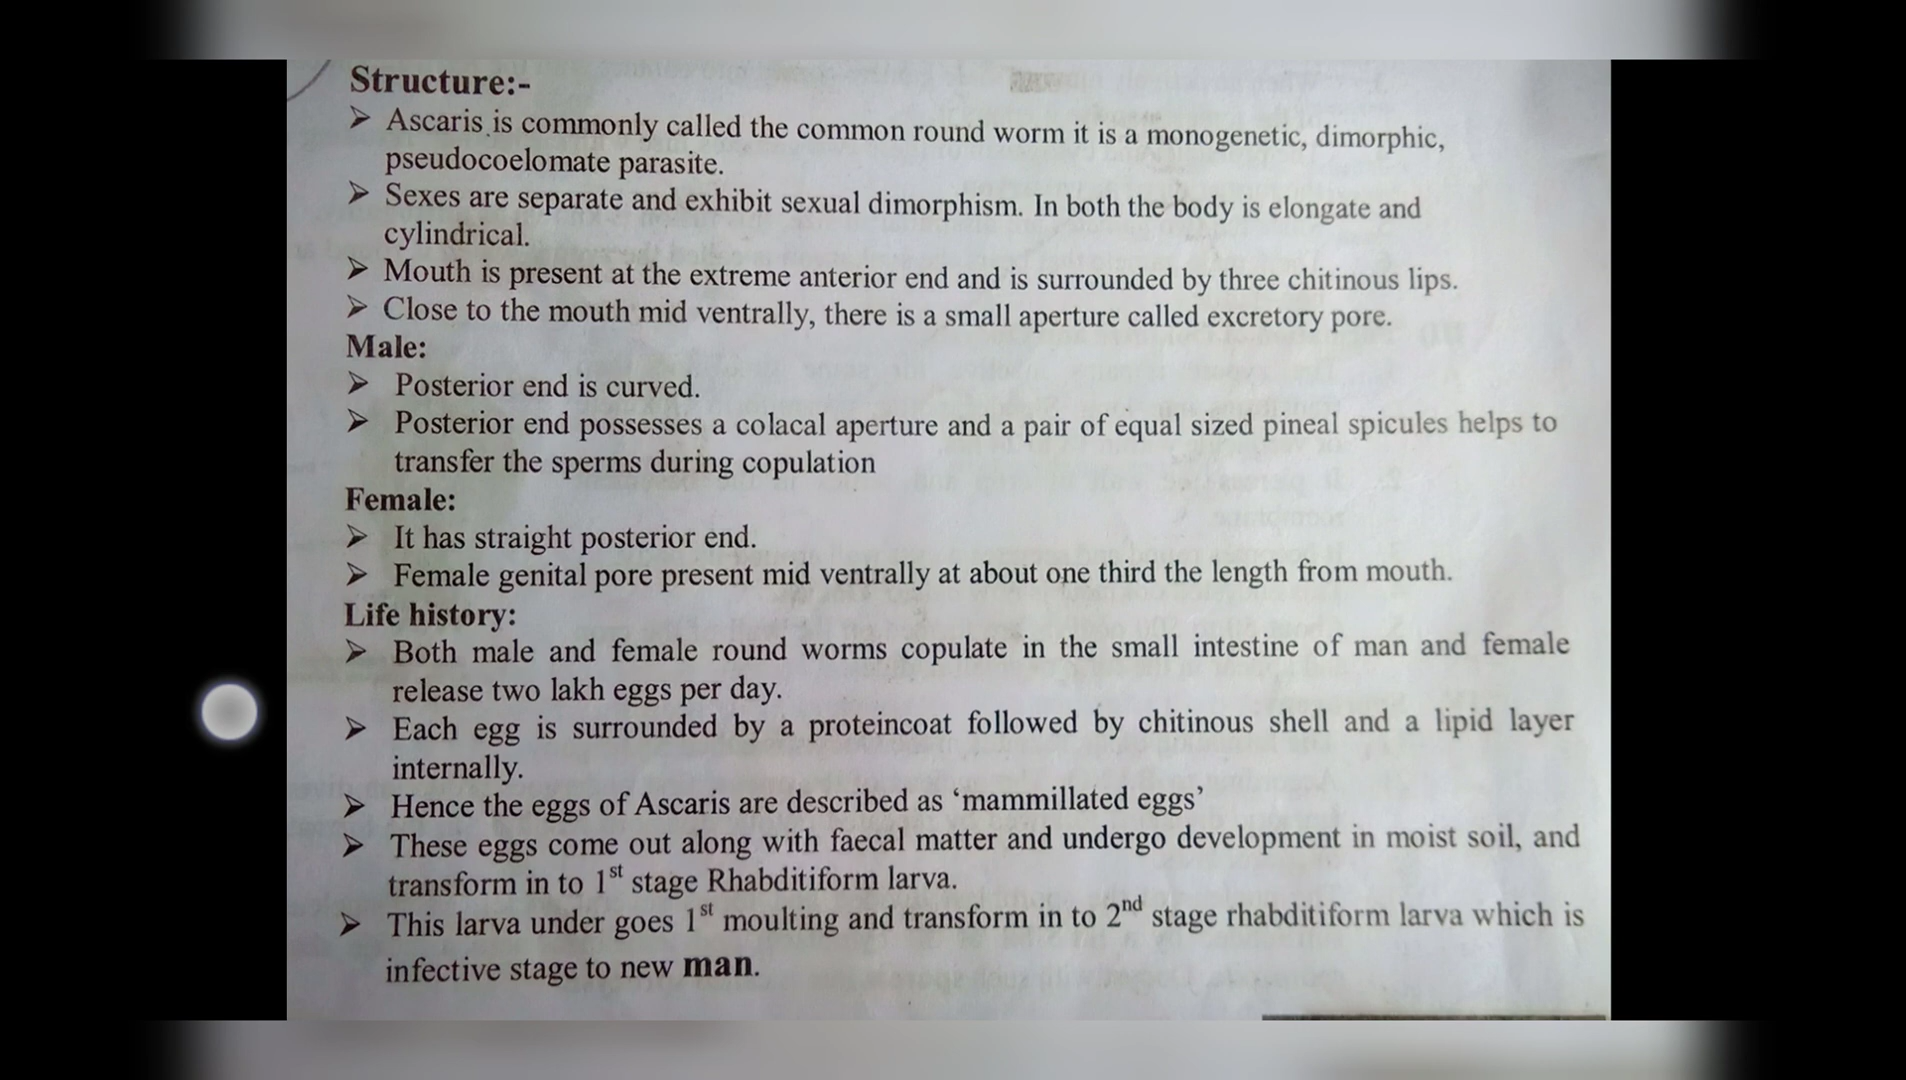 Structure:-
➢ Ascaris is commonly called the common round worm it is a monogenetic, dimorphic,
pseudocoelomate parasite.
➢ Sexes are separate and exhibit sexual dimorphism. In both the body is elongate and
cylindrical.
➢ Mouth is present at the extreme anterior end and is surrounded by three chitinous lips.
➢ Close to the mouth mid ventrally, there is a small aperture called excretory pore.
Male:
➢ Posterior end is curved.
➢ Posterior end possesses a colacal aperture and a pair of equal sized pineal spicules helps to
transfer the sperms during copulation
Female:
➢ It has straight posterior end.
➢ Female genital pore present mid ventrally at about one third the length from mouth.
Life history:
➢ Both male and female round worms copulate in the small intestine of man and female
release two lakh eggs per day.
➢ Each egg is surrounded by a proteincoat followed by chitinous shell and a lipid layer
internally.
➢ Hence the eggs of Ascaris are described as ‘mammillated eggs’
➢ These eggs come out along with faecal matter and undergo development in moist soil, and
transform in to 1st stage Rhabditiform larva.
➢ This larva under goes 1st moulting and transform in to 2nd stage rhabditiform larva which is
infective stage to new man.